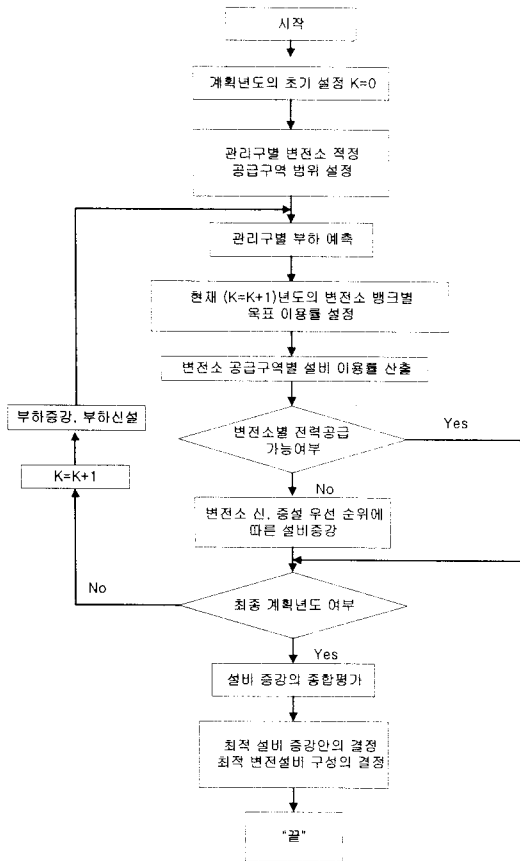 시작
계획년도의 초기 설정 K=0
관리구별 변전소 적정
공급구역 범위 설정
관리구별 부하 예측
현재 (K=K+1)년도의 변전소 뱅크별
목표 이용률 설정
변전소 공급구역별 설비 이용률 산출
변전소별 전력공급
가능여부
Yes
No
변전소 신, 증설 우선 순위에
따른 설비증강
부하증강, 부하신설
K=K+1
No
최종 계획년도 여부
Yes
설비 증강의 종합평가
최적 설비 증강안의 결정
최적 변전설비 구성의 결정
"끝"